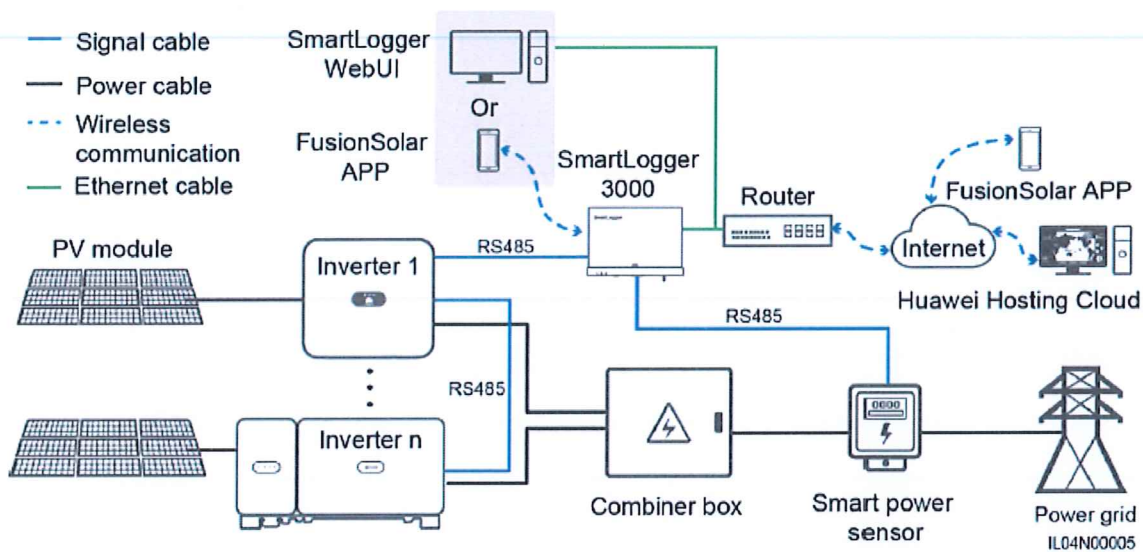 Signal cable
Power cable
Wireless
communication
Ethernet cable
SmartLogger
WebUI
Or
FusionSolar
APP
SmartLogger
3000
SmartLogger
Router
FusionSolar APP
Internet
Huawei Hosting Cloud
PV module
Inverter 1
RS485
RS485
RS485
Inverter n
0000
Combiner box
Smart power
sensor
Power grid
IL04N00005